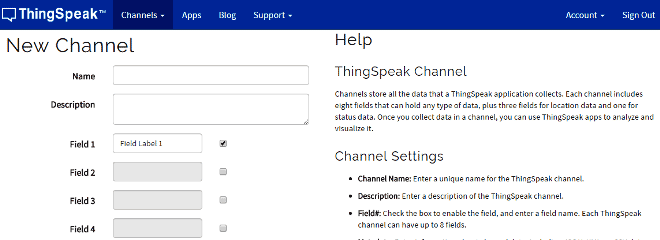 ThingSpeak™ Channels Apps Blog Support Account Sign Out
New Channel
Name
Description
Field 1 Field Label 1
Field 2
Field 3
Field 4
Help
ThingSpeak Channel
Channels store all the data that a ThingSpeak application collects. Each channel includes
eight fields that can hold any type of data, plus three fields for location data and one for
status data. Once you collect data in a channel, you can use ThingSpeak apps to analyze and
visualize it.
Channel Settings
• Channel Name: Enter a unique name for the ThingSpeak channel.
• Description: Enter a description of the ThingSpeak channel.
• Field#: Check the box to enable the field, and enter a field name. Each ThingSpeak
channel can have up to 8 fields.